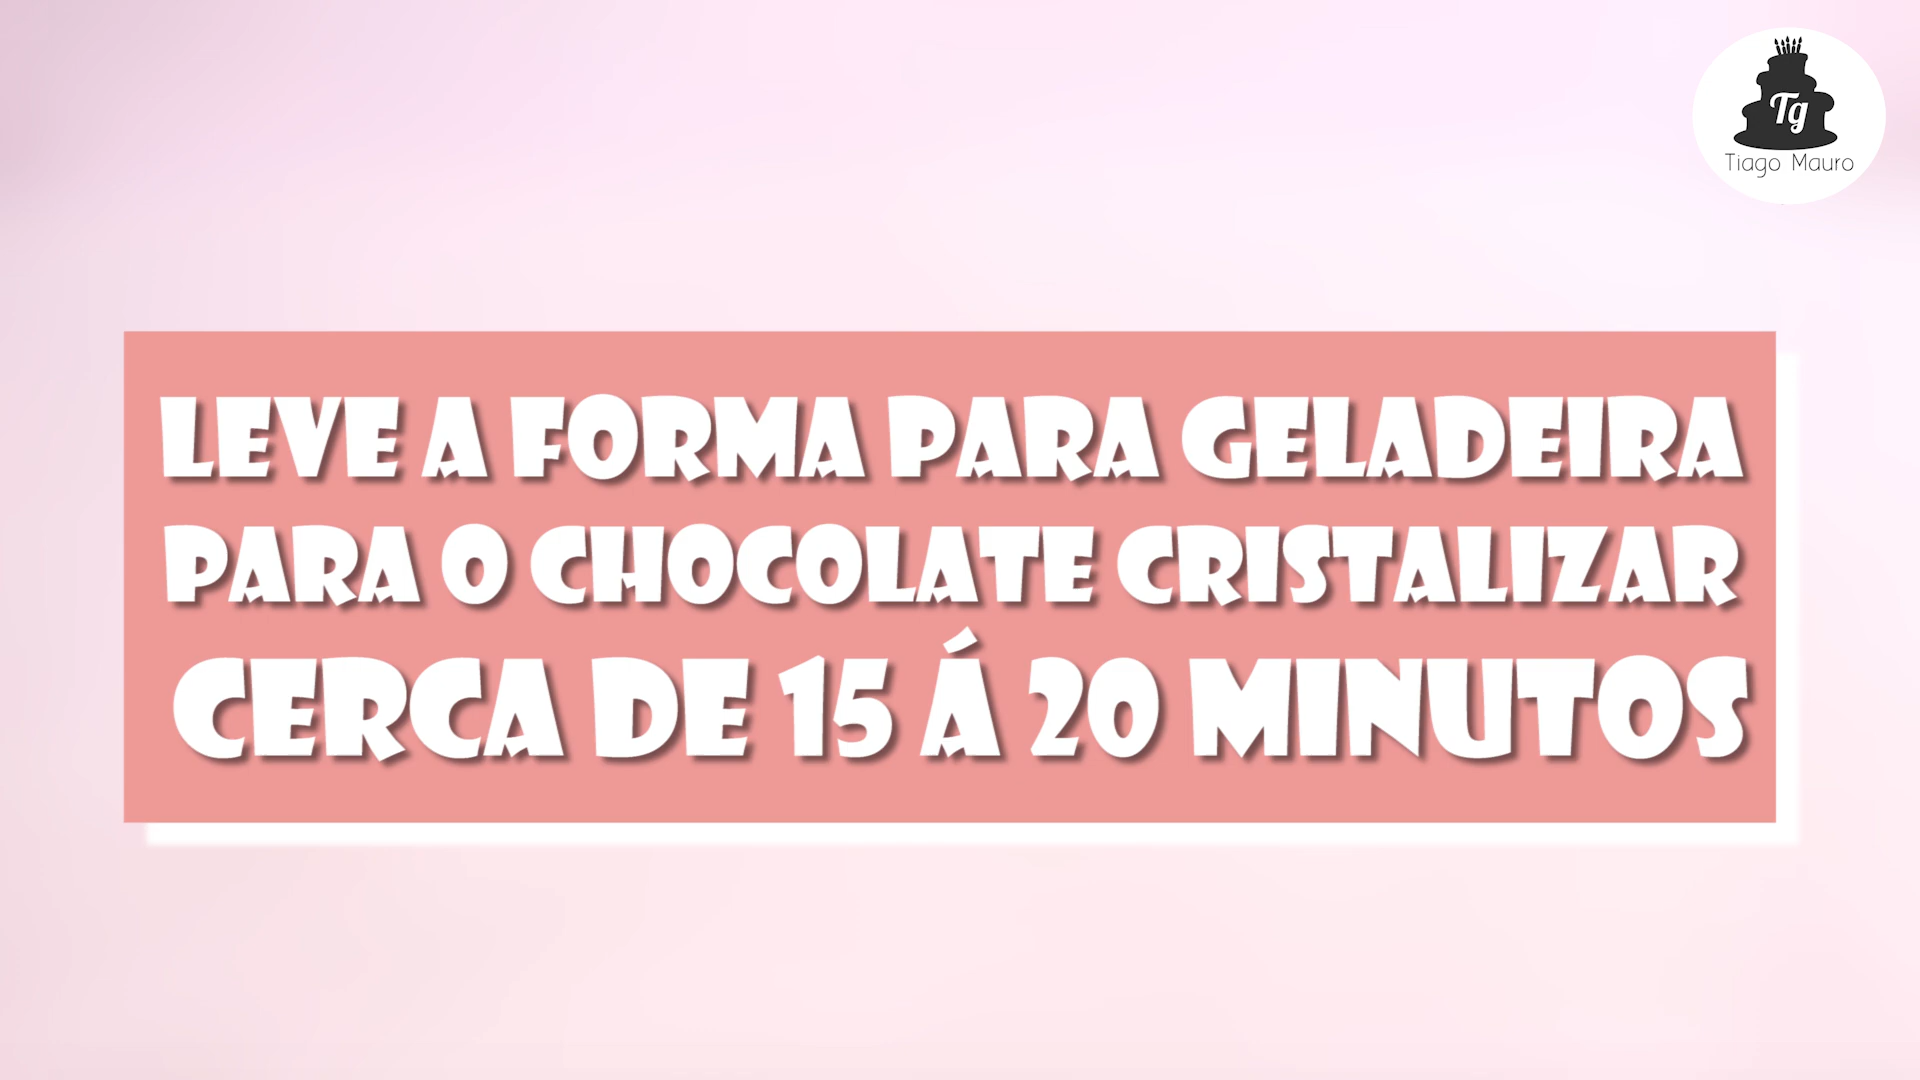 Tg
Tiago Mauro
LEVE A FORMA PARA GELADEIRA
PARA O CHOCOLATE CRISTALIZAR
CERCA DE 15 Á 20 MINUTOS